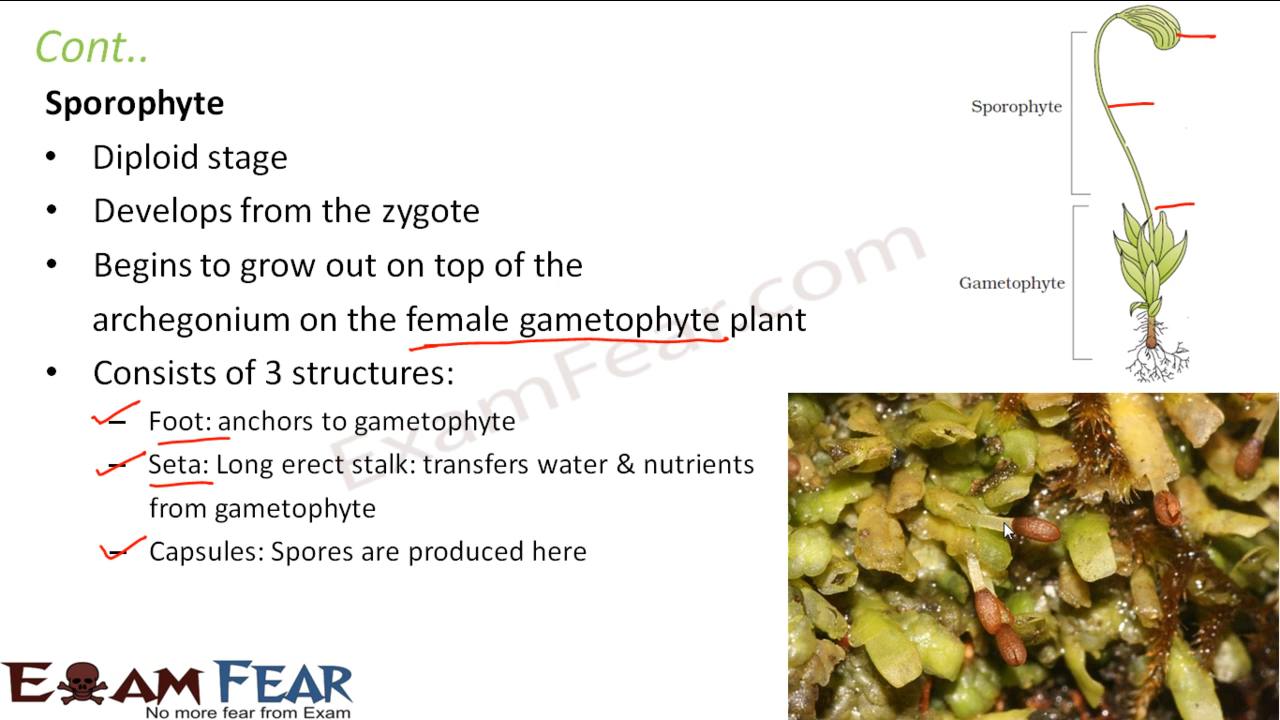 Cont..
Sporophyte
• Diploid stage
• Develops from the zygote
• Begins to grow out on top of the
archegonium on the female gametophyte plant
• Consists of 3 structures:
– Foot: anchors to gametophyte
– Seta: Long erect stalk: transfers water & nutrients
from gametophyte
– Capsules: Spores are produced here
Sporophyte
Gametophyte
ExamFear.com
EXAM FEAR
No more fear from Exam